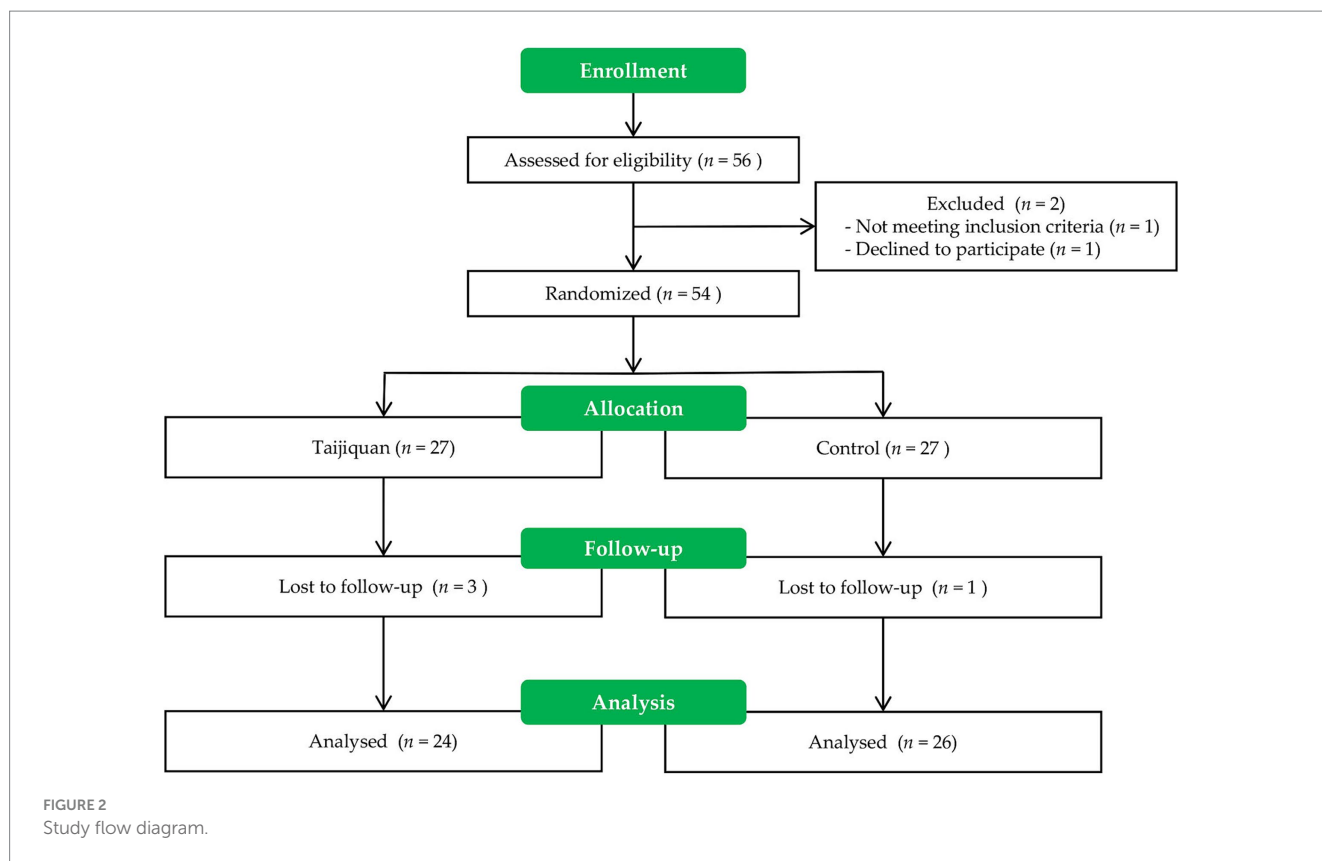 Enrollment
Assessed for eligibility (n = 56 )
Excluded (n = 2)
- Not meeting inclusion criteria (n = 1)
- Declined to participate (n = 1)
Randomized (n = 54 )
Allocation
Taijiquan (n = 27)
Control (n = 27 )
Follow-up
Lost to follow-up (n = 3 )
Lost to follow-up (n = 1 )
Analysis
Analysed (n = 24)
Analysed (n = 26)
FIGURE 2
Study flow diagram.